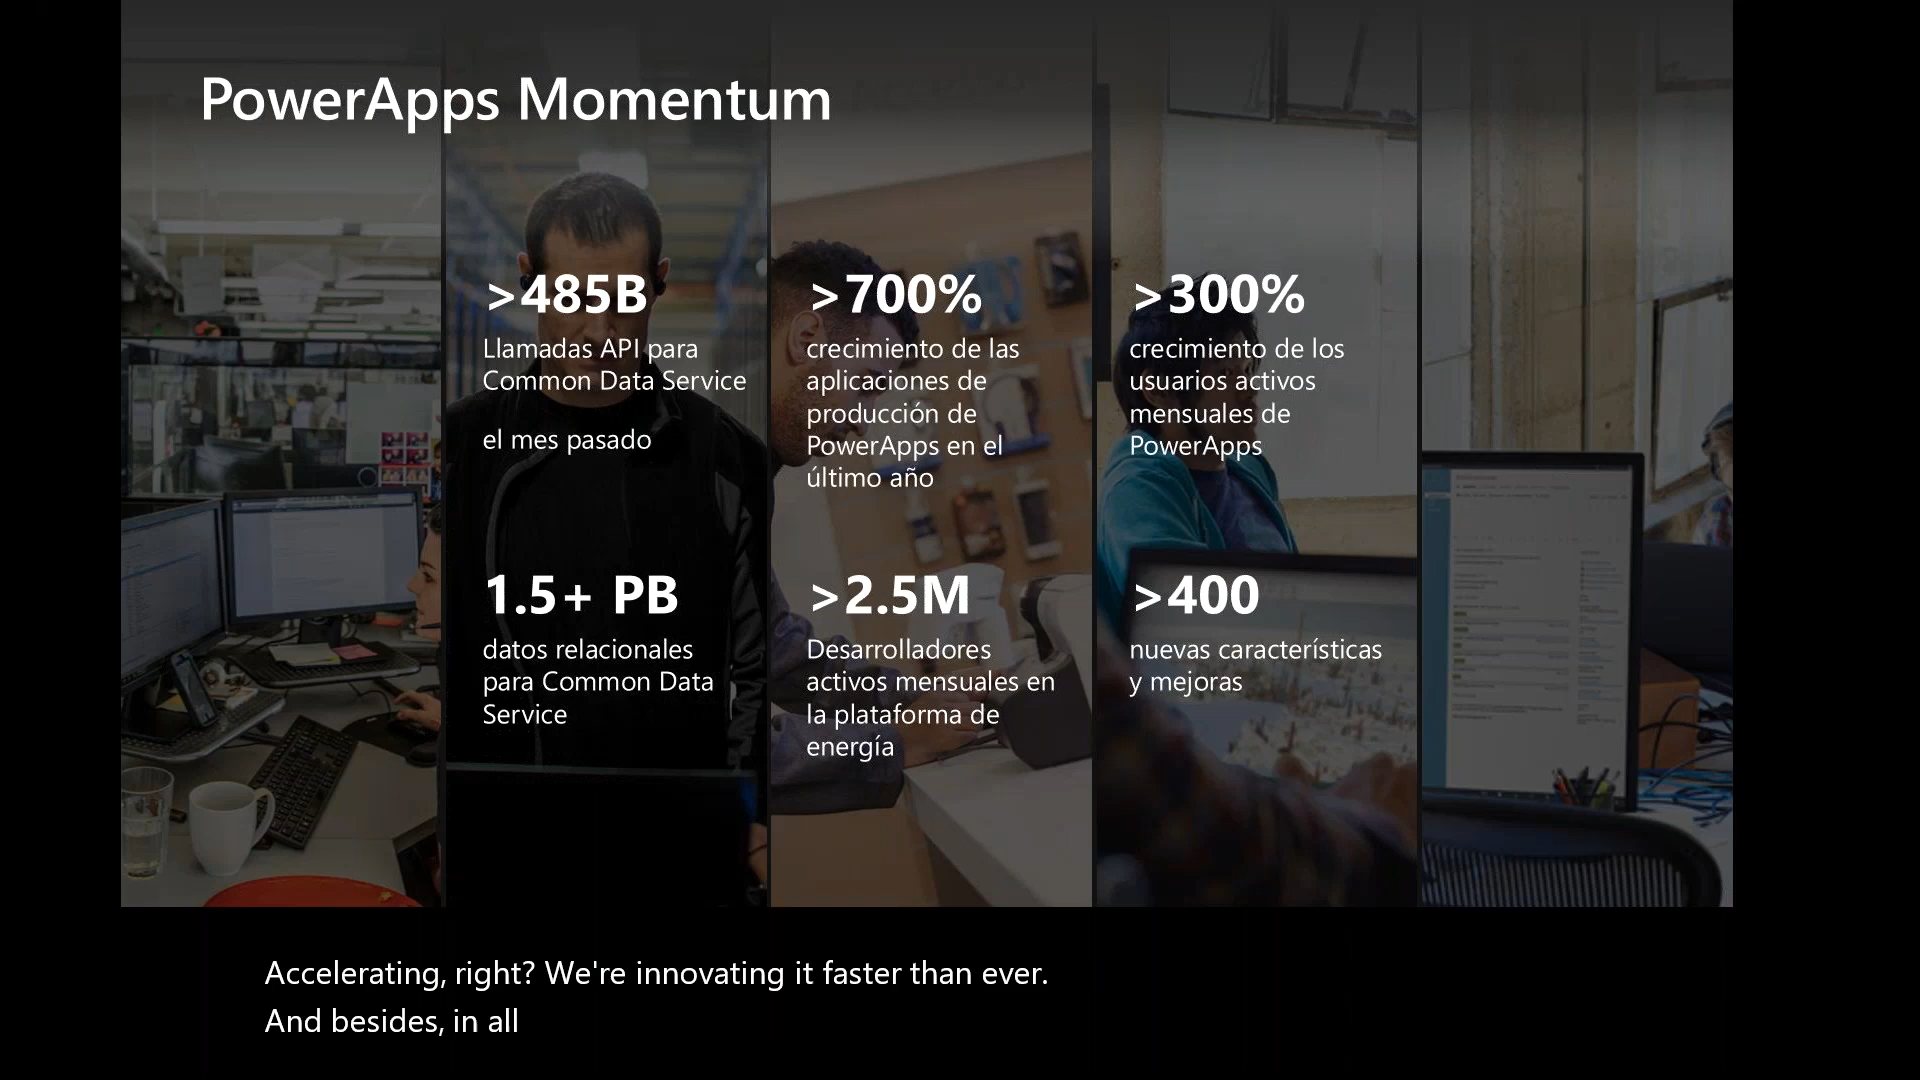 PowerApps Momentum
>485B
Llamadas API para
Common Data Service
el mes pasado
>700%
crecimiento de las
aplicaciones de
producción de
PowerApps en el
último año
>300%
crecimiento de los
usuarios activos
mensuales de
PowerApps
1.5+ PB
datos relacionales
para Common Data
Service
>2.5M
Desarrolladores
activos mensuales en
la plataforma de
energía
>400
nuevas características
y mejoras
Accelerating, right? We're innovating it faster than ever.
And besides, in all